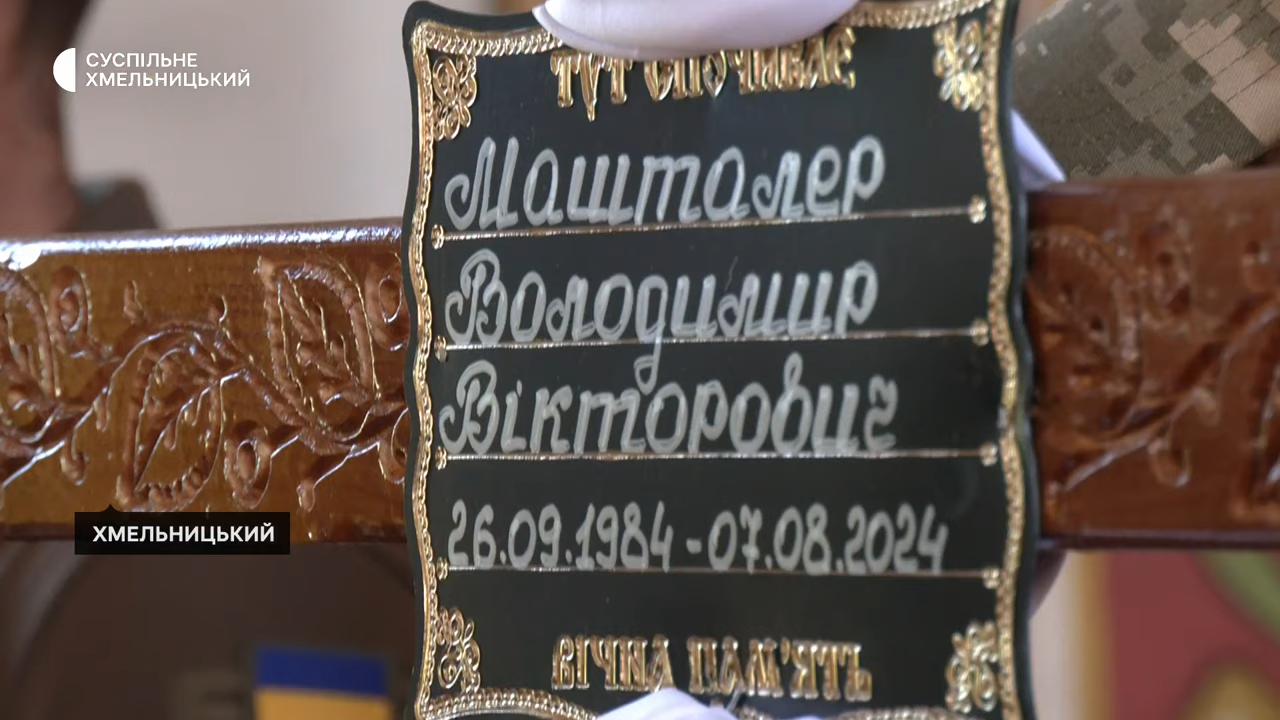 СУСПІЛЬНЕ
ХМЕЛЬНИЦЬКИЙ
ТУТ СПОЧИВАЄ
Машталер
Володимир
Вікторович
26.09.1984-07.08.2024
ВІЧНА ПАМ'ЯТЬ
ХМЕЛЬНИЦЬКИЙ